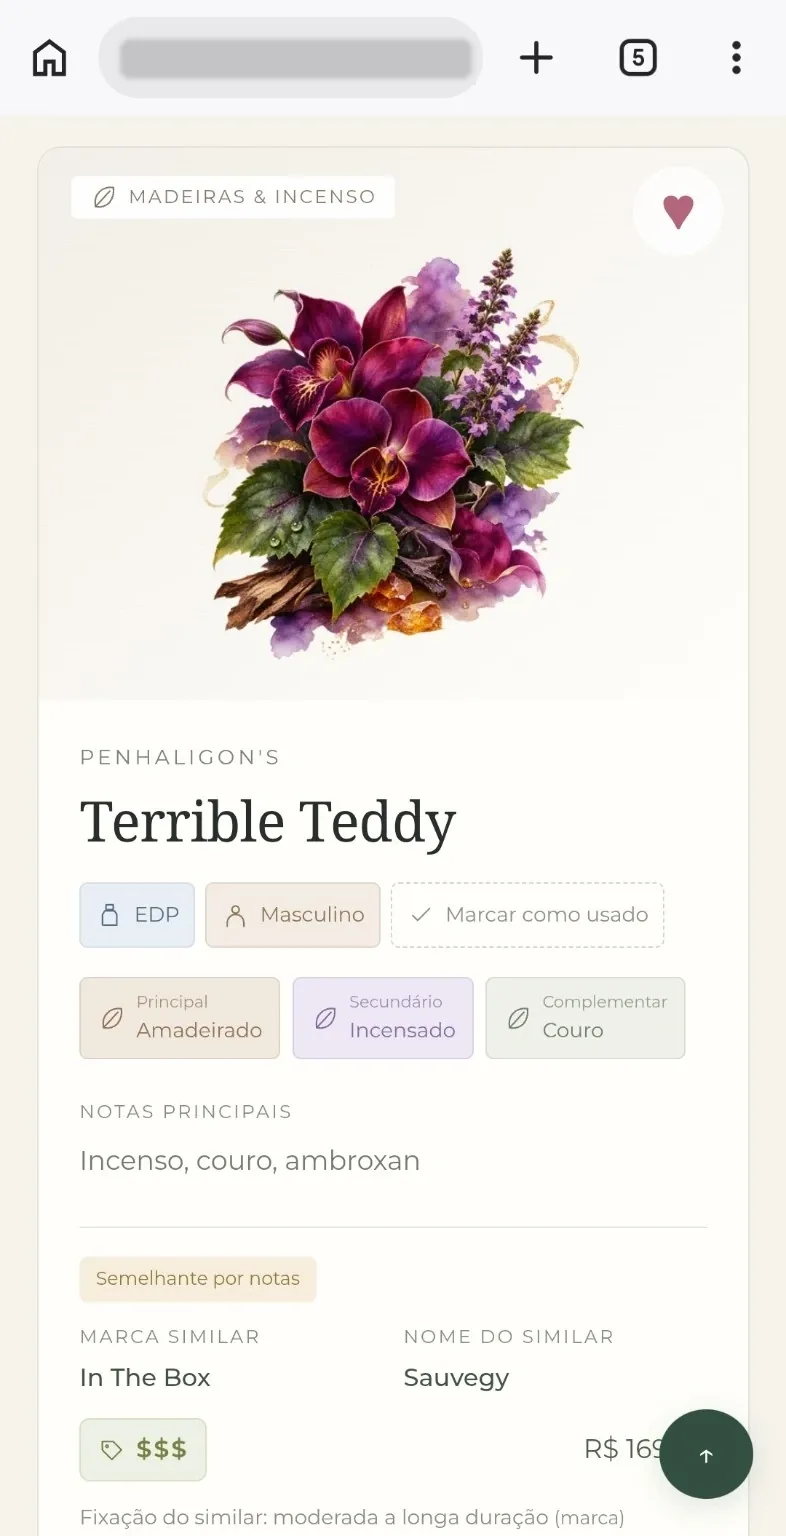 5
MADEIRAS & INCENSO
PENHALIGON'S
Terrible Teddy
EDP
Masculino
Marcar como usado
Principal
Amadeirado
Secundário
Incensado
Complementar
Couro
NOTAS PRINCIPAIS
Incenso, couro, ambroxan
Semelhante por notas
MARCA SIMILAR
In The Box
NOME DO SIMILAR
Sauvegy
$$$
R$ 169
Fixação do similar: moderada a longa duração (marca)